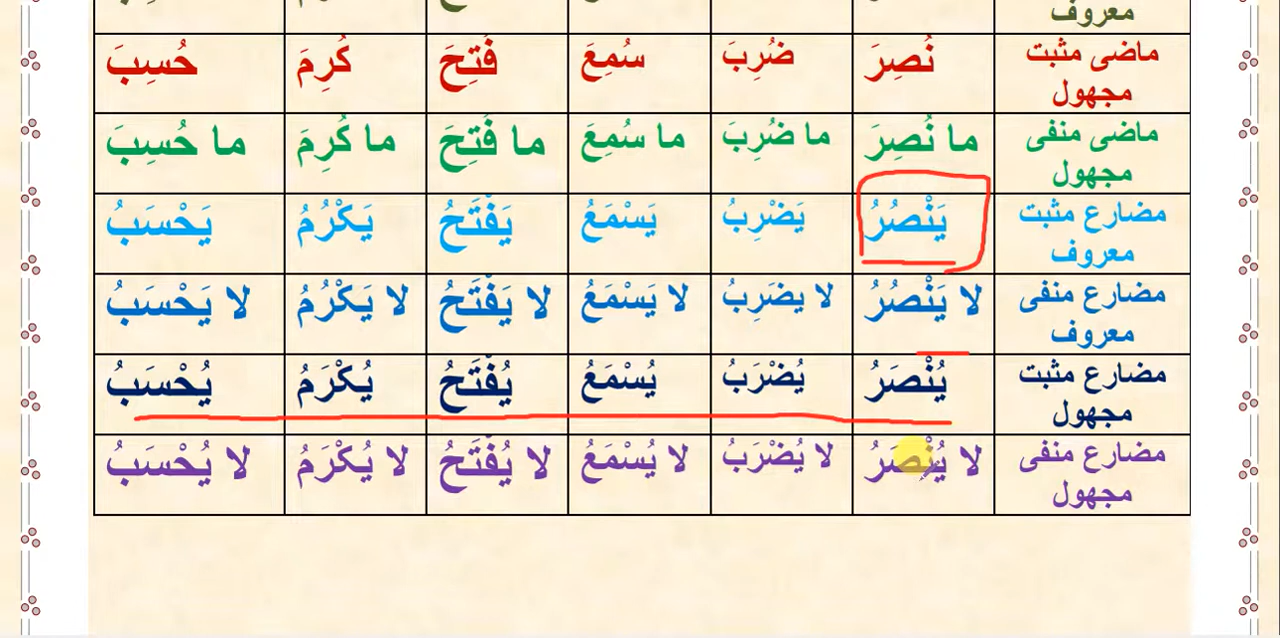 معروف
ماضی مثبت مجهول نُصِرَ ضُرِبَ سُمِعَ فُتِحَ كُرِمَ حُسِبَ
ماضی منفی مجهول ما نُصِرَ ما ضُرِبَ ما سُمِعَ ما فُتِحَ ما كُرِمَ ما حُسِبَ
مضارع مثبت معروف يَنْصُرُ يَضْرِبُ يَسْمَعُ يَفْتَحُ يَكْرُمُ يَحْسَبُ
مضارع منفی معروف لا يَنْصُرُ لا يضَرِبُ لا يَسْمَعُ لا يَفْتَحُ لا يَكْرُمُ لا يَحْسَبُ
مضارع مثبت مجهول يُنْصَرُ يُضْرَبُ يُسْمَعُ يُفْتَحُ يُكْرَمُ يُحْسَبُ
مضارع منفی مجهول لا يُنْصَرُ لا يُضْرَبُ لا يُسْمَعُ لا يُفْتَحُ لا يُكْرَمُ لا يُحْسَبُ